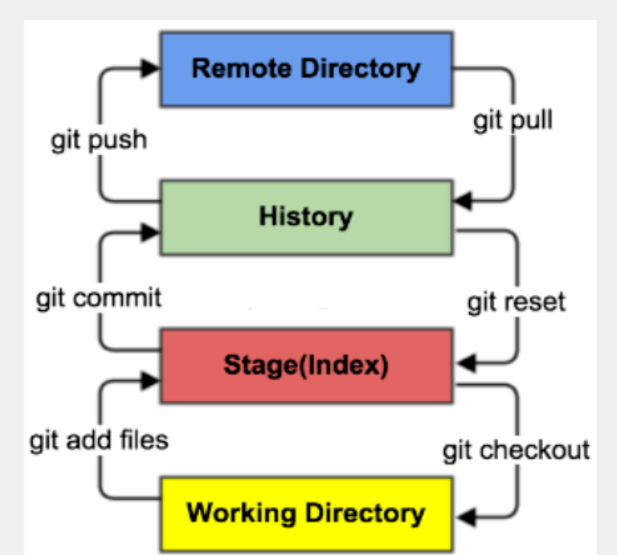 Remote Directory
git pull
git push
History
git commit
git reset
Stage(Index)
git add files
git checkout
Working Directory